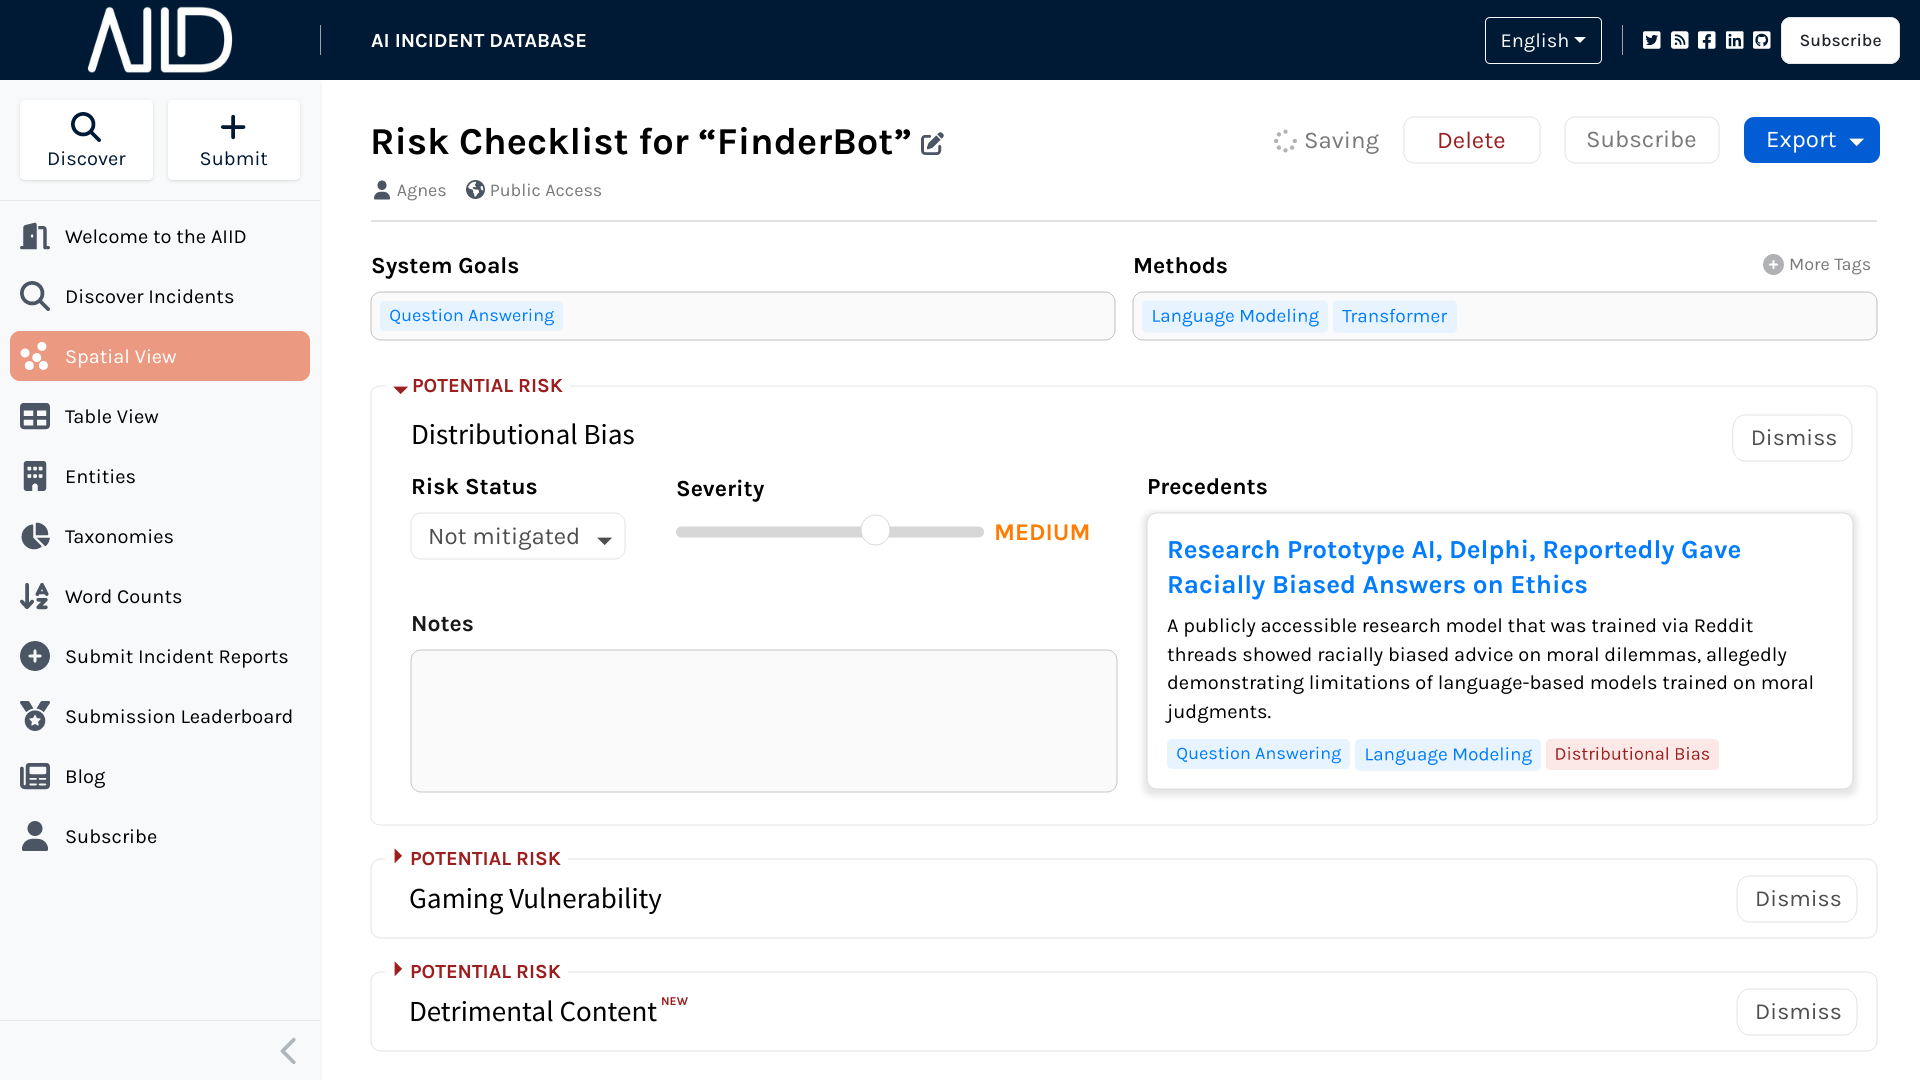 AIID
AI INCIDENT DATABASE
English
Subscribe
Discover
Submit
Welcome to the AIID
Discover Incidents
Spatial View
Table View
Entities
Taxonomies
Word Counts
Submit Incident Reports
Submission Leaderboard
Blog
Subscribe
Risk Checklist for “FinderBot”
Saving
Delete
Subscribe
Export
Agnes
Public Access
System Goals
Question Answering
Methods
More Tags
Language Modeling
Transformer
POTENTIAL RISK
Distributional Bias
Dismiss
Risk Status
Not mitigated
Severity
MEDIUM
Notes
Precedents
Research Prototype AI, Delphi, Reportedly Gave
Racially Biased Answers on Ethics
A publicly accessible research model that was trained via Reddit
threads showed racially biased advice on moral dilemmas, allegedly
demonstrating limitations of language-based models trained on moral
judgments.
Question Answering
Language Modeling
Distributional Bias
POTENTIAL RISK
Gaming Vulnerability
Dismiss
POTENTIAL RISK
Detrimental Content NEW
Dismiss